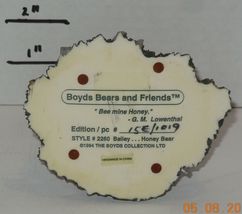 2"
1"
Boyds Bears and Friends™
"Bee mine Honey."
- G. M. Lowenthal
Edition / pc # 15E/1019
STYLE # 2260 Bailey . . . Honey Bear
©1994 THE BOYDS COLLECTION LTD
05 08 20